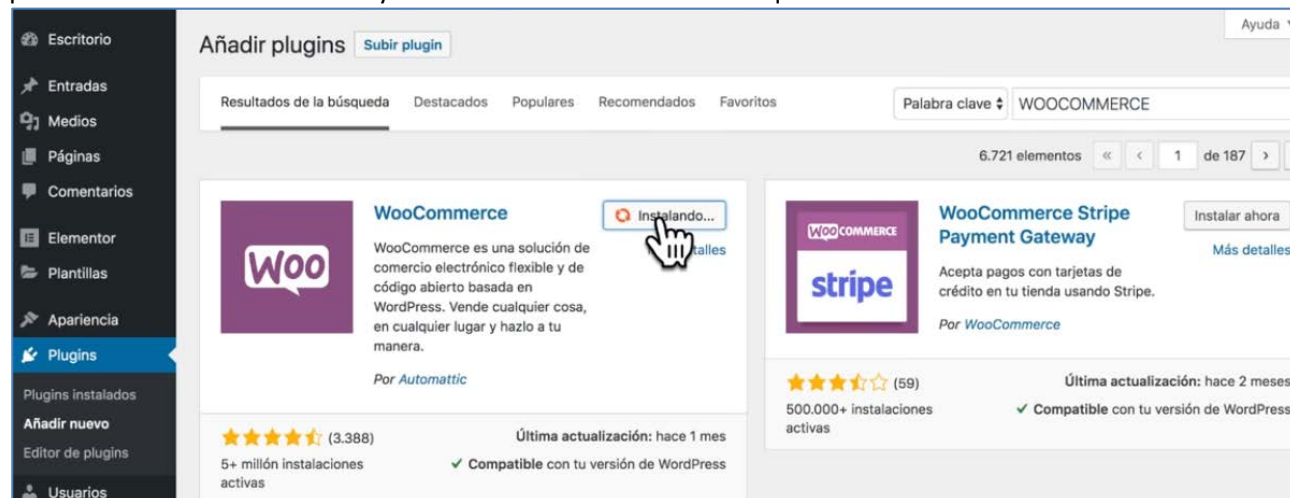 Escritorio
Entradas
Medios
Páginas
Comentarios
Elementor
Plantillas
Apariencia
Plugins
Plugins instalados
Añadir nuevo
Editor de plugins
Usuarios
Ayuda
Añadir plugins Subir plugin
Resultados de la búsqueda Destacados Populares Recomendados Favoritos Palabra clave WOOCOMMERCE
6.721 elementos « ‹ 1 de 187 ›
Woo
WooCommerce
Instalando...
WooCommerce es una solución de
comercio electrónico flexible y de
código abierto basada en
WordPress. Vende cualquier cosa,
en cualquier lugar y hazlo a tu
manera.
Por Automattic
(3.388)
5+ millón instalaciones
activas
Última actualización: hace 1 mes
✓ Compatible con tu versión de WordPress
WOO COMMERCE
stripe
WooCommerce Stripe
Payment Gateway
Instalar ahora
Más detalles
Acepta pagos con tarjetas de
crédito en tu tienda usando Stripe.
Por WooCommerce
(59)
500.000+ instalaciones
activas
Última actualización: hace 2 meses
✓ Compatible con tu versión de WordPress